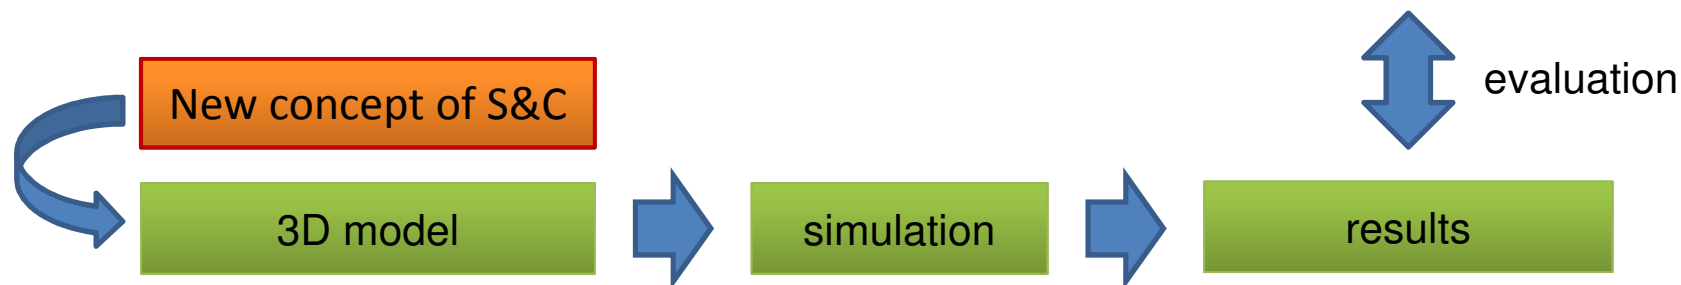 evaluation
New concept of S&C
3D model
simulation
results